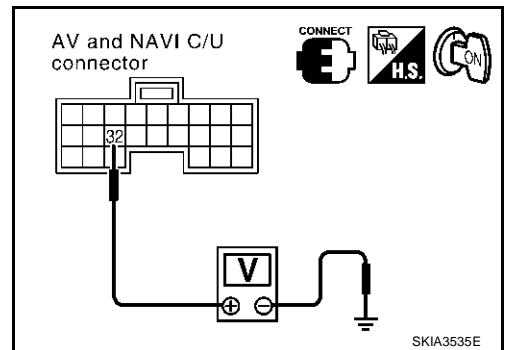 AV and NAVI C/U
connector
CONNECT
H.S.
ON
32
V
+ −
SKIA3535E